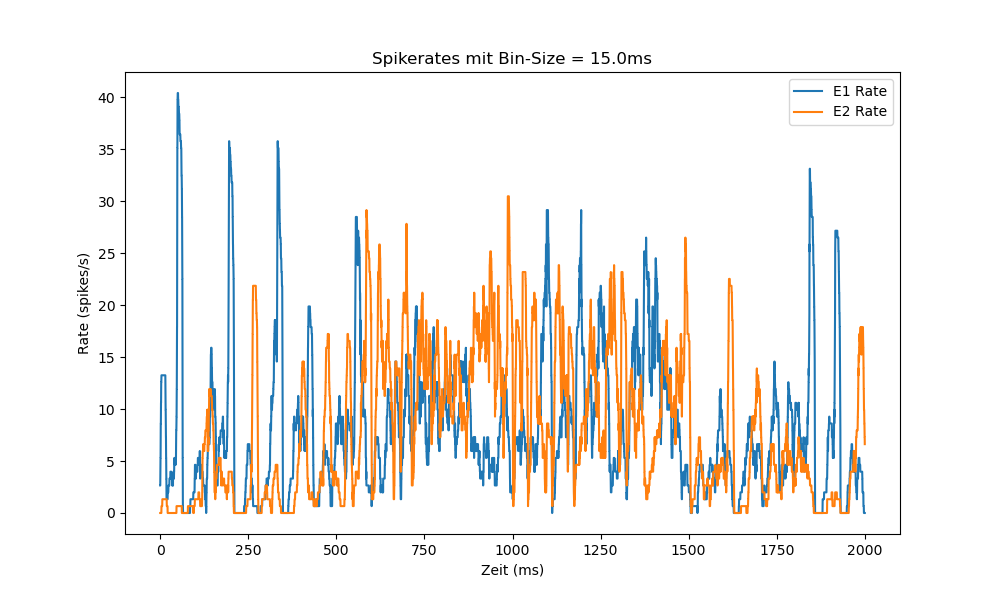 Spikerates mit Bin-Size = 15.0ms
E1 Rate
E2 Rate
Rate (spikes/s)
40
35
30
25
20
15
10
5
0
0 250 500 750 1000 1250 1500 1750 2000
Zeit (ms)